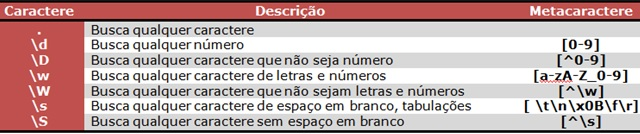 Caractere Descrição Metacaractere
. Busca qualquer caractere
\d Busca qualquer número [0-9]
\D Busca qualquer caractere que não seja número [^0-9]
\w Busca qualquer caractere de letras e números [a-zA-Z_0-9]
\W Busca qualquer caractere que não sejam letras e números [^\w]
\s Busca qualquer caractere de espaço em branco, tabulações [ \t\n\x0B\f\r]
\S Busca qualquer caractere sem espaço em branco [^\s]